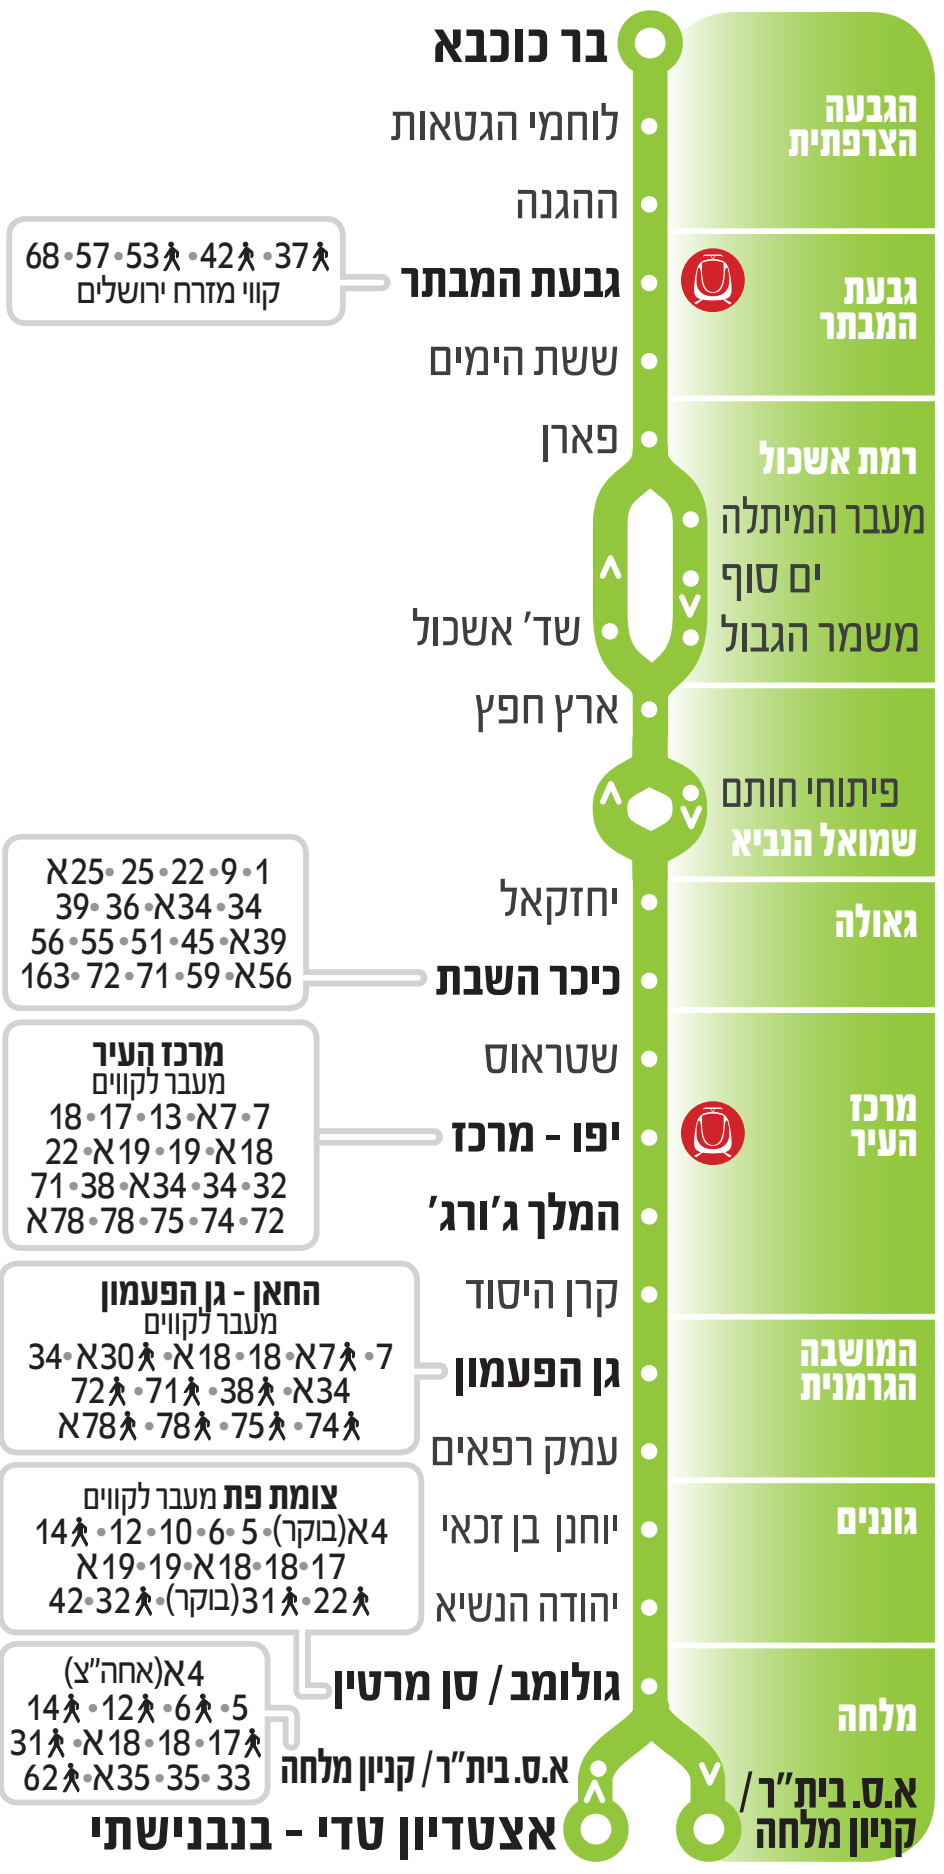 בר כוכבא
הגבעה
הצרפתית
לוחמי הגטאות
ההגנה
גבעת המבתר
37•42•53•57•68
קווי מזרח ירושלים
גבעת
המבתר
ששת הימים
פארן
רמת אשכול
מעבר המיתלה
ים סוף
משמר הגבול
שד' אשכול
ארץ חפץ
פיתוחי חותם
שמואל הנביא
יחזקאל
גאולה
כיכר השבת
1•9•22•25•25א
34•34א•36•39
39א•45•51•55•56
56א•59•71•72•163
שטראוס
יפו - מרכז
מרכז העיר
מעבר לקווים
7•7א•13•17•18
18א•19•19א•22
32•34•34א•38•71
72•74•75•78•78א
מרכז
העיר
המלך ג'ורג'
קרן היסוד
גן הפעמון
החאן - גן הפעמון
מעבר לקווים
7•7א•18•18א•30א•34
34א•38•71•72
74•75•78•78א
המושבה
הגרמנית
עמק רפאים
יוחנן בן זכאי
גוננים
יהודה הנשיא
גולומב / סן מרטין
צומת פת מעבר לקווים
4א(בוקר)•5•6•10•12•14
17•18•18א•19•19א
22•31(בוקר)•32•42
מלחה
א.ס. בית"ר / קניון מלחה
4א(אחה"צ)
5•6•12•14
17•18•18א•31
33•35•35א•62
אצטדיון טדי - בנבנישתי
א.ס. בית"ר /
קניון מלחה